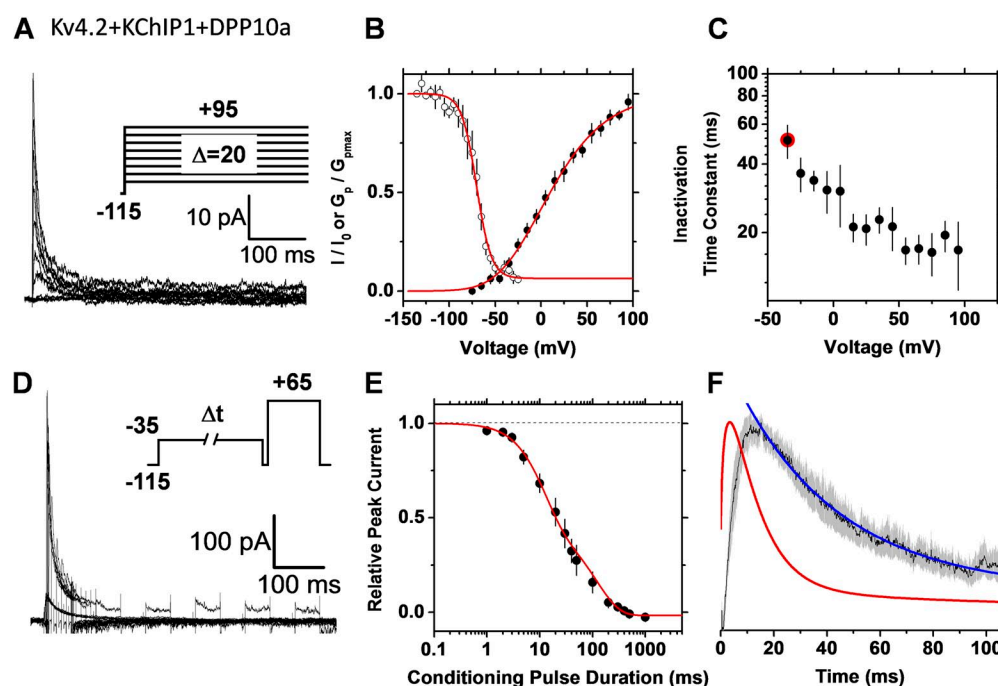 A Kv4.2+KChIP1+DPP10a
+95
Δ=20
-115
10 pA
100 ms
B
I / I0 or Gp / Gpmax
1.0
0.5
0.0
-150 -100 -50 0 50 100
Voltage (mV)
C
Inactivation
Time Constant (ms)
100
80
60
40
20
-50 0 50 100
Voltage (mV)
D
+65
-35
Δt
-115
100 pA
100 ms
E
Relative Peak Current
1.0
0.5
0.0
0.1 1 10 100 1000
Conditioning Pulse Duration (ms)
F
0 20 40 60 80 100
Time (ms)